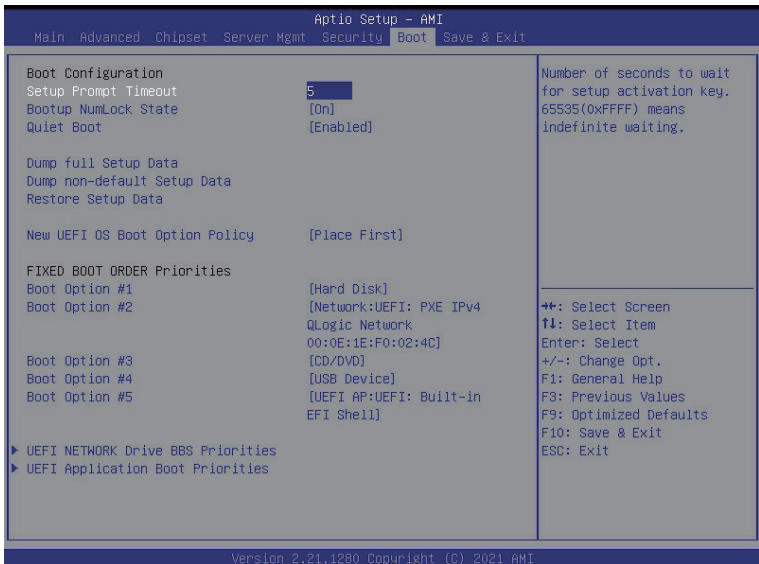 Aptio Setup – AMI
Main Advanced Chipset Server Mgmt Security Boot Save & Exit
Boot Configuration
Setup Prompt Timeout 5
Bootup NumLock State [On]
Quiet Boot [Enabled]
Dump full Setup Data
Dump non-default Setup Data
Restore Setup Data
New UEFI OS Boot Option Policy [Place First]
FIXED BOOT ORDER Priorities
Boot Option #1 [Hard Disk]
Boot Option #2 [Network:UEFI: PXE IPv4
QLogic Network
00:0E:1E:F0:02:4C]
Boot Option #3 [CD/DVD]
Boot Option #4 [USB Device]
Boot Option #5 [UEFI AP:UEFI: Built-in
EFI Shell]
▶ UEFI NETWORK Drive BBS Priorities
▶ UEFI Application Boot Priorities
Number of seconds to wait
for setup activation key.
65535(0xFFFF) means
indefinite waiting.
→←: Select Screen
↑↓: Select Item
Enter: Select
+/-: Change Opt.
F1: General Help
F3: Previous Values
F9: Optimized Defaults
F10: Save & Exit
ESC: Exit
Version 2.21.1280 Copyright (C) 2021 AMI